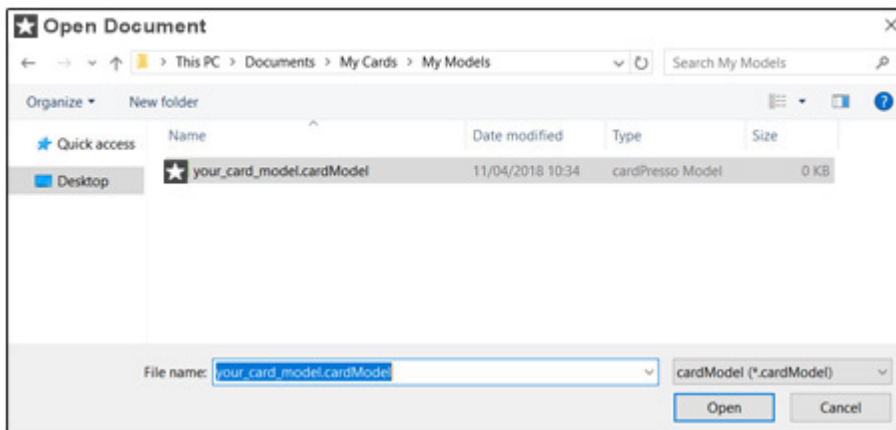 Open Document
This PC > Documents > My Cards > My Models
Search My Models
Organize
New folder
Quick access
Desktop
Name Date modified Type Size
your_card_model.cardModel 11/04/2018 10:34 cardPresso Model 0 KB
File name: your_card_model.cardModel cardModel (*.cardModel)
Open Cancel